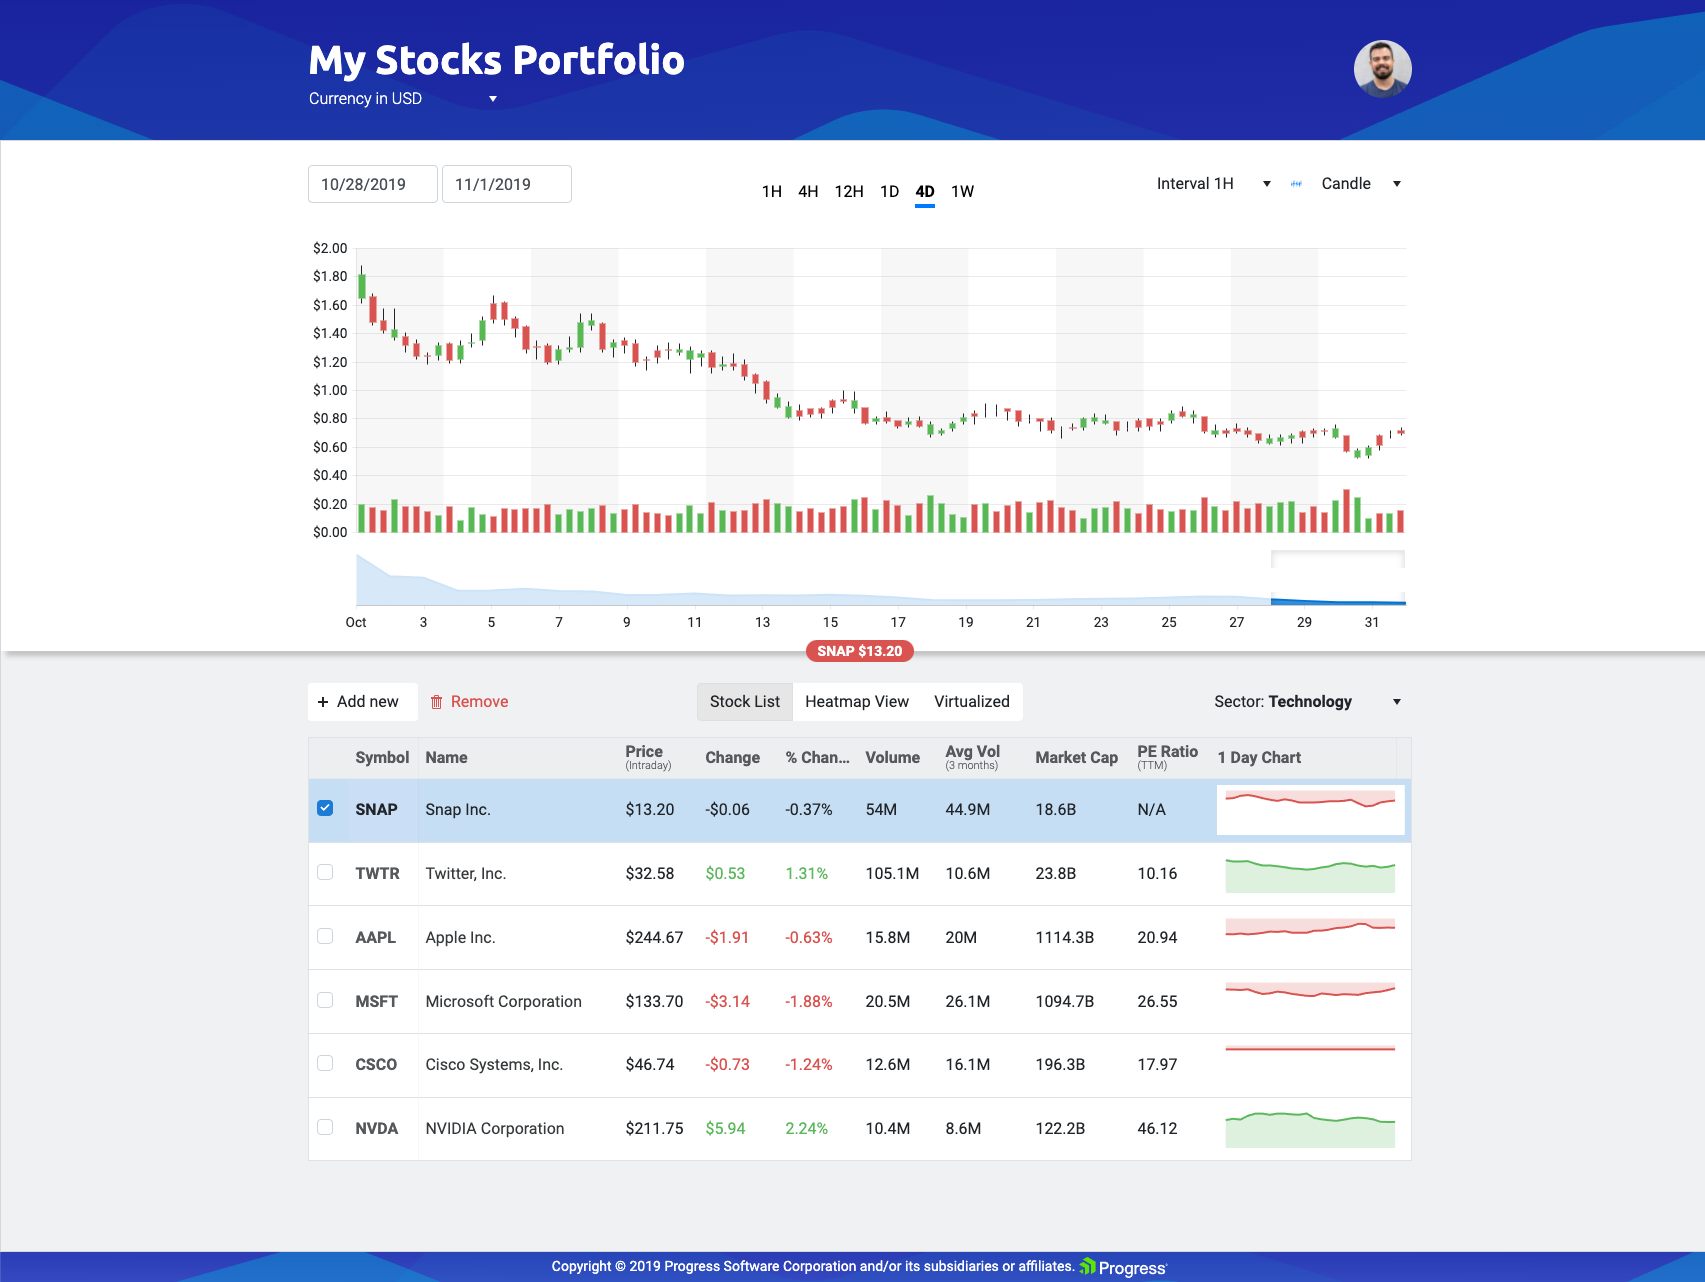 My Stocks Portfolio
Currency in USD
10/28/2019 11/1/2019 1H 4H 12H 1D 4D 1W Interval 1H Candle
$2.00
$1.80
$1.60
$1.40
$1.20
$1.00
$0.80
$0.60
$0.40
$0.20
$0.00
Oct 3 5 7 9 11 13 15 17 19 21 23 25 27 29 31
SNAP $13.20
+ Add new Remove Stock List Heatmap View Virtualized Sector: Technology
Symbol Name Price (Intraday) Change % Chan... Volume Avg Vol (3 months) Market Cap PE Ratio (TTM) 1 Day Chart
SNAP Snap Inc. $13.20 -$0.06 -0.37% 54M 44.9M 18.6B N/A
TWTR Twitter, Inc. $32.58 $0.53 1.31% 105.1M 10.6M 23.8B 10.16
AAPL Apple Inc. $244.67 -$1.91 -0.63% 15.8M 20M 1114.3B 20.94
MSFT Microsoft Corporation $133.70 -$3.14 -1.88% 20.5M 26.1M 1094.7B 26.55
CSCO Cisco Systems, Inc. $46.74 -$0.73 -1.24% 12.6M 16.1M 196.3B 17.97
NVDA NVIDIA Corporation $211.75 $5.94 2.24% 10.4M 8.6M 122.2B 46.12
Copyright © 2019 Progress Software Corporation and/or its subsidiaries or affiliates. Progress